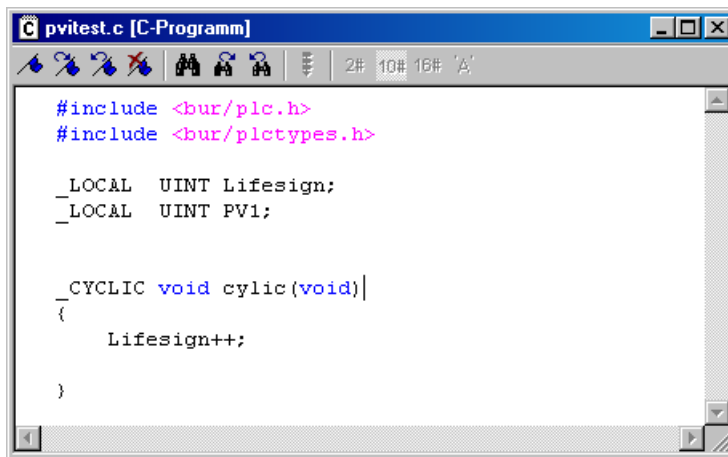 pvitest.c [C-Programm]
2# 10# 16# 'A'
#include <bur/plc.h>
#include <bur/plctypes.h>
_LOCAL UINT Lifesign;
_LOCAL UINT PV1;
_CYCLIC void cylic(void)
{
Lifesign++;
}